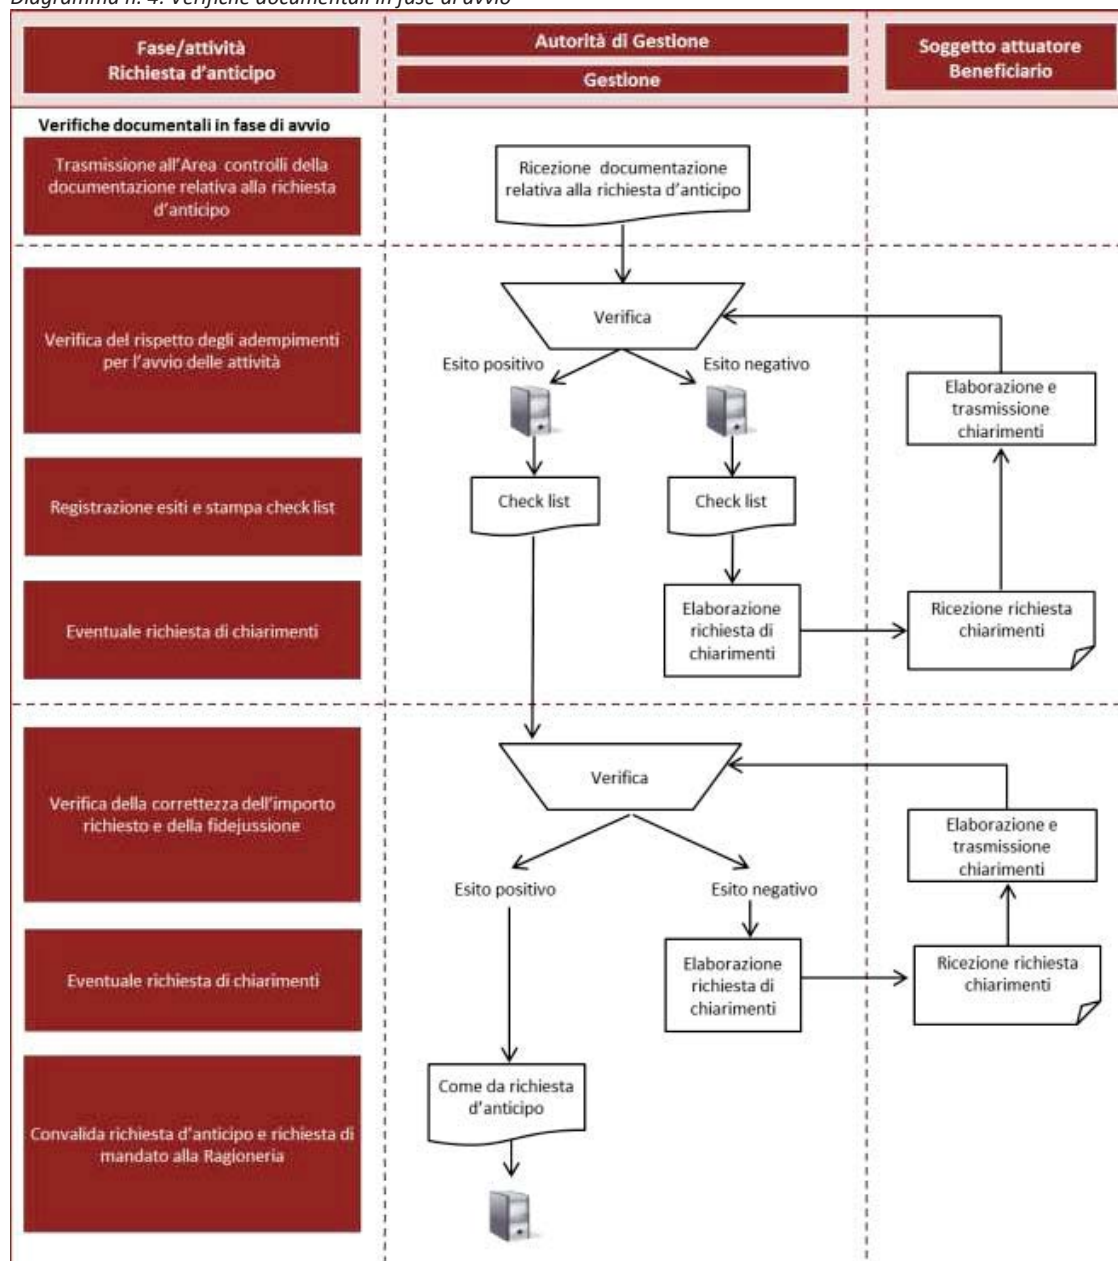 Diagramma n. 4: Verifiche documentali in fase di avvio
Fase/attività
Richiesta d'anticipo
Autorità di Gestione
Gestione
Soggetto attuatore
Beneficiario
Verifiche documentali in fase di avvio
Trasmissione all'Area controlli della
documentazione relativa alla richiesta
d'anticipo
Ricezione documentazione
relativa alla richiesta d'anticipo
Verifica del rispetto degli adempimenti
per l'avvio delle attività
Verifica
Esito positivo
Esito negativo
Elaborazione e
trasmissione
chiarimenti
Registrazione esiti e stampa check list
Check list
Check list
Eventuale richiesta di chiarimenti
Elaborazione
richiesta di
chiarimenti
Ricezione richiesta
chiarimenti
Verifica della correttezza dell'importo
richiesto e della fidejussione
Verifica
Esito positivo
Esito negativo
Elaborazione e
trasmissione
chiarimenti
Eventuale richiesta di chiarimenti
Elaborazione
richiesta di
chiarimenti
Ricezione richiesta
chiarimenti
Convalida richiesta d'anticipo e richiesta di
mandato alla Ragioneria
Come da richiesta
d'anticipo